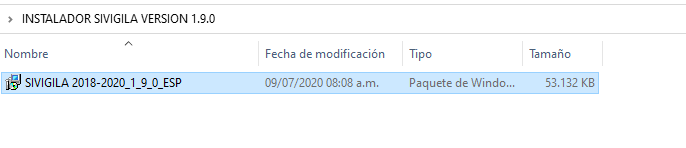 INSTALADOR SIVIGILA VERSION 1.9.0
Nombre Fecha de modificación Tipo Tamaño
SIVIGILA 2018-2020_1_9_0_ESP 09/07/2020 08:08 a.m. Paquete de Windo... 53.132 KB